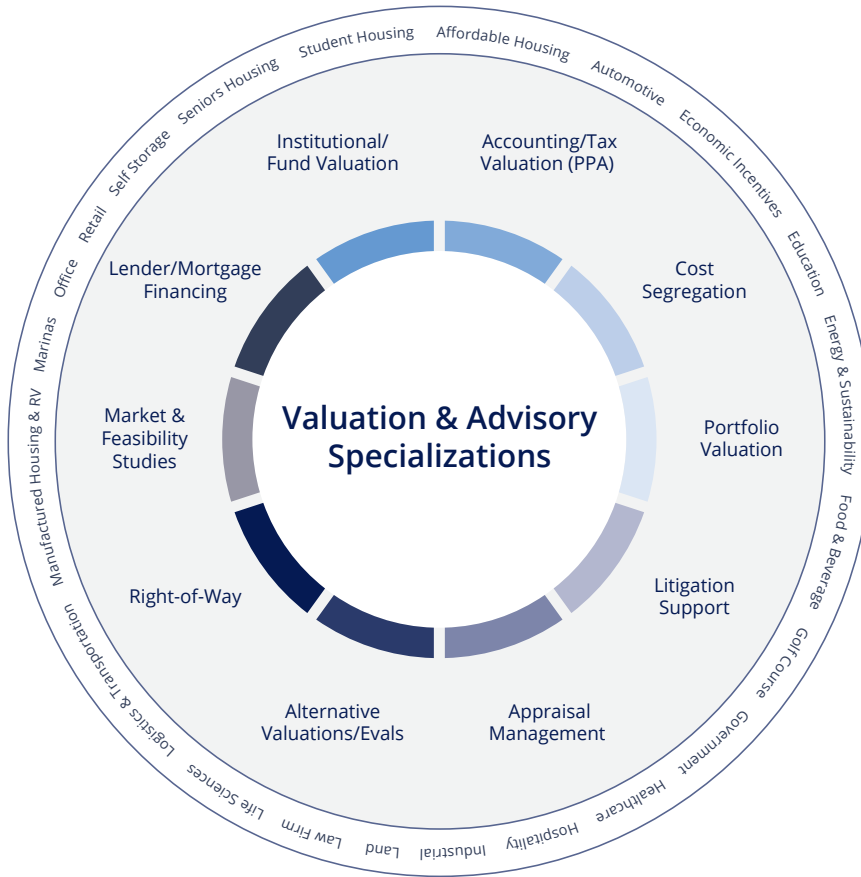 Valuation & Advisory
Specializations
Accounting/Tax
Valuation (PPA)
Cost
Segregation
Portfolio
Valuation
Litigation
Support
Appraisal
Management
Alternative
Valuations/Evals
Right-of-Way
Market &
Feasibility
Studies
Lender/Mortgage
Financing
Institutional/
Fund Valuation
Affordable Housing
Automotive
Economic Incentives
Education
Energy & Sustainability
Food & Beverage
Golf Course
Government
Healthcare
Hospitality
Industrial
Land
Law Firm
Life Sciences
Logistics & Transportation
Manufactured Housing & RV
Marinas
Office
Retail
Self Storage
Seniors Housing
Student Housing